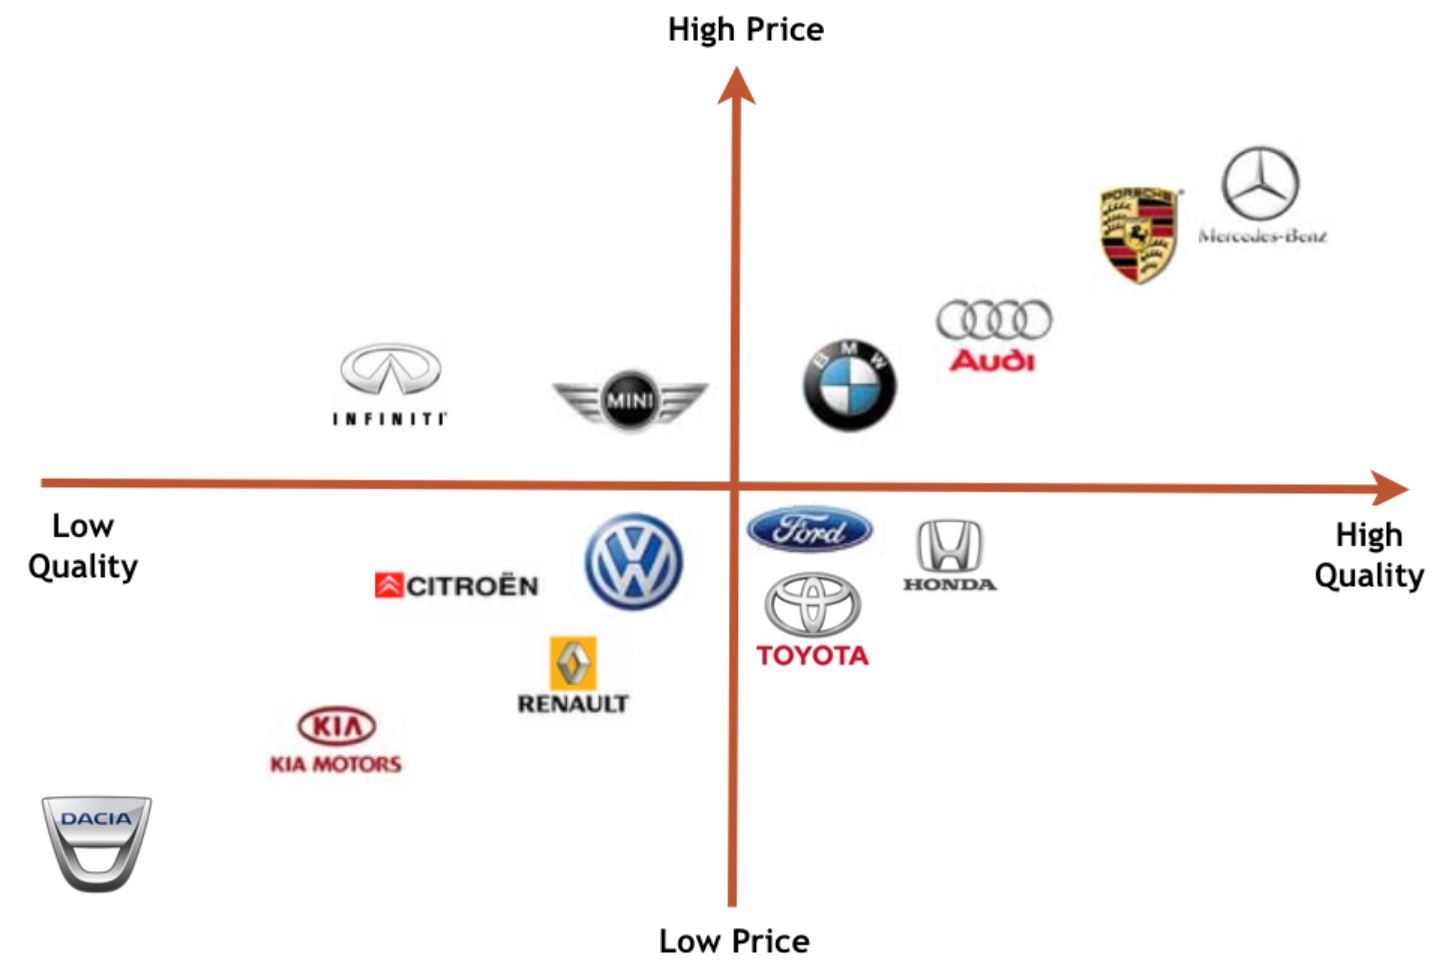 High Price
PORSCHE
Mercedes-Benz
Audi
BMW
INFINITI
MINI
Low
Quality
High
Quality
Ford
HONDA
CITROËN
TOYOTA
RENAULT
KIA
KIA MOTORS
DACIA
Low Price